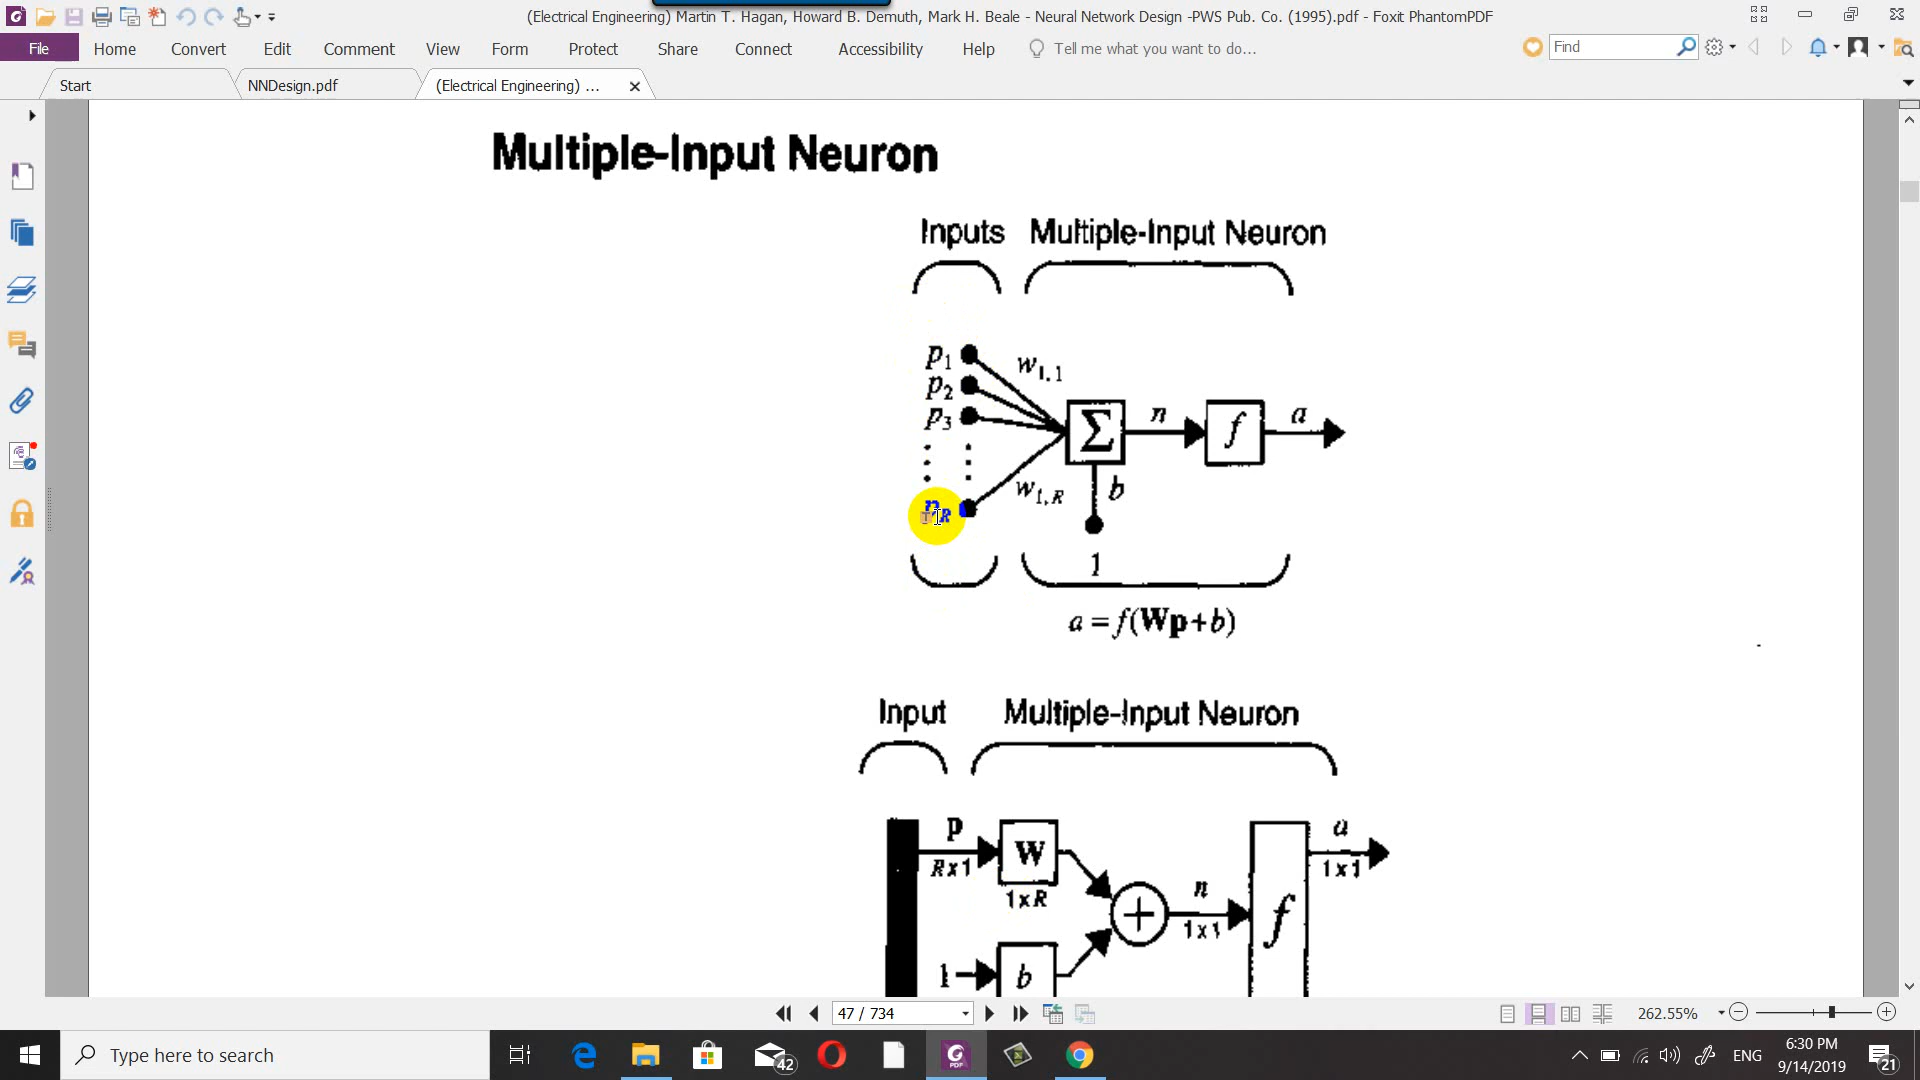 (Electrical Engineering) Martin T. Hagan, Howard B. Demuth, Mark H. Beale - Neural Network Design -PWS Pub. Co. (1995).pdf - Foxit PhantomPDF
File Home Convert Edit Comment View Form Protect Share Connect Accessibility Help Tell me what you want to do... Find
Start NNDesign.pdf (Electrical Engineering) ...
Multiple-Input Neuron
Inputs Multiple-Input Neuron
p1 w1,1
p2
p3 Σ n f a
pR w1,R b
1
a = f(Wp+b)
Input Multiple-Input Neuron
p W a
Rx1 1xR 1x1
n f
1x1
1 b
47 / 734 262.55%
Type here to search 42 ENG 6:30 PM
9/14/2019 21